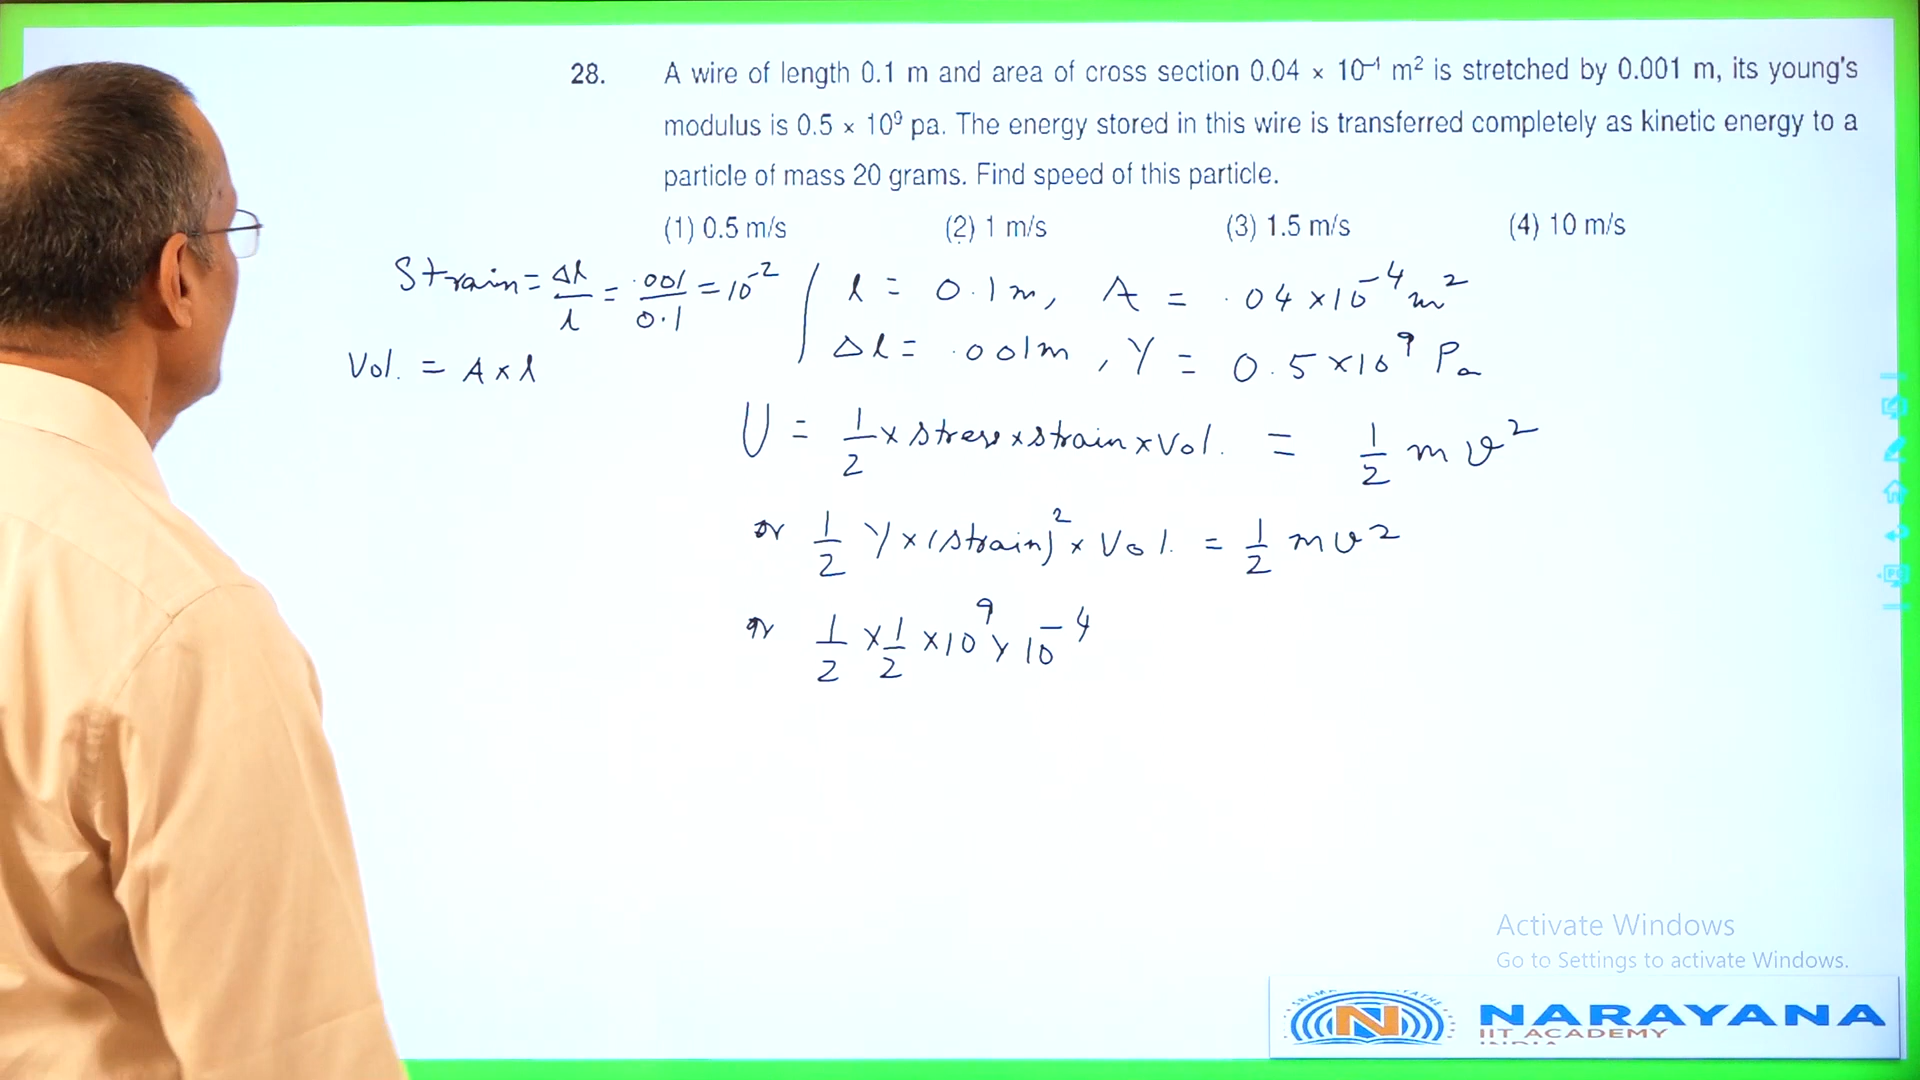 28. A wire of length 0.1 m and area of cross section 0.04 × 10⁻⁴ m² is stretched by 0.001 m, its young's
modulus is 0.5 × 10⁹ pa. The energy stored in this wire is transferred completely as kinetic energy to a
particle of mass 20 grams. Find speed of this particle.
(1) 0.5 m/s (2) 1 m/s (3) 1.5 m/s (4) 10 m/s
Strain = Δl/l = .001/0.1 = 10⁻²
l = 0.1m, A = .04 × 10⁻⁴ m²
Δl = .001m, Y = 0.5 × 10⁹ Pa
Vol. = A × l
U = 1/2 × stress × strain × Vol. = 1/2 m v²
or 1/2 Y × (strain)² × Vol. = 1/2 m v²
or 1/2 × 1/2 × 10⁹ × 10⁻⁴
Activate Windows
Go to Settings to activate Windows.
N
NARAYANA
IIT ACADEMY
INDIA